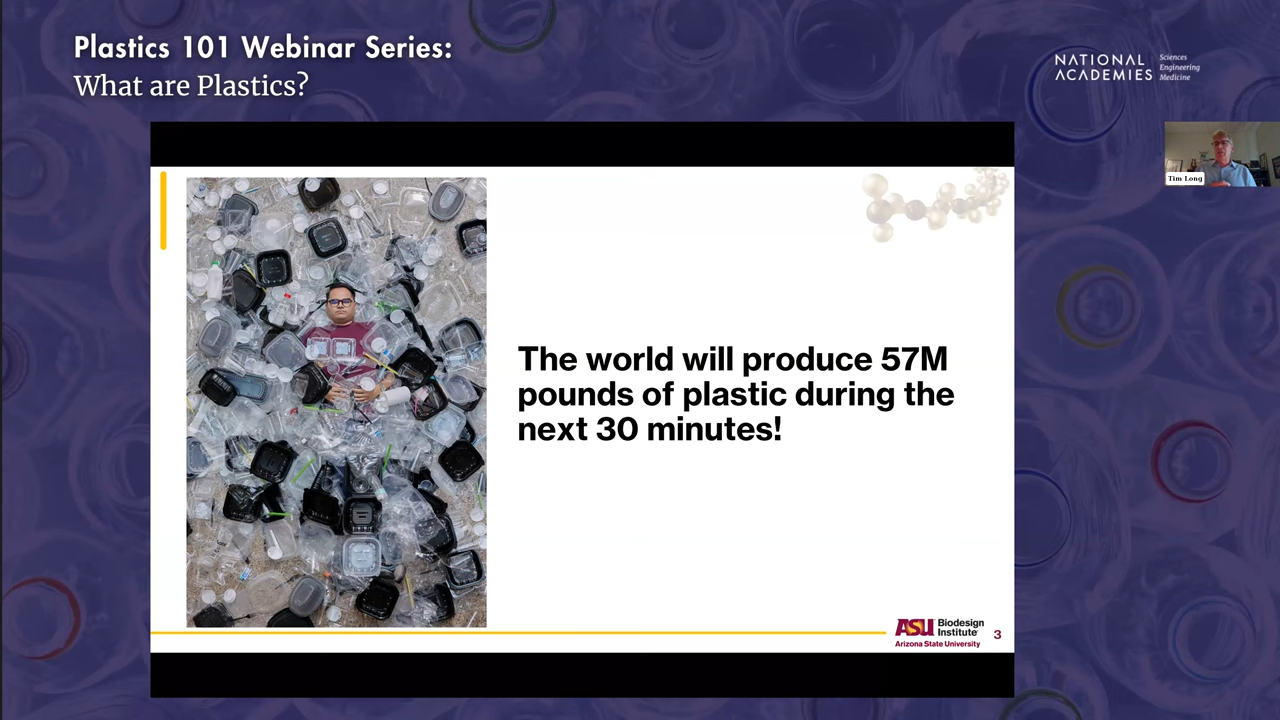 Plastics 101 Webinar Series:
What are Plastics?
NATIONAL
ACADEMIES
Sciences
Engineering
Medicine
Tim Long
The world will produce 57M
pounds of plastic during the
next 30 minutes!
ASU Biodesign
Institute
Arizona State University
3